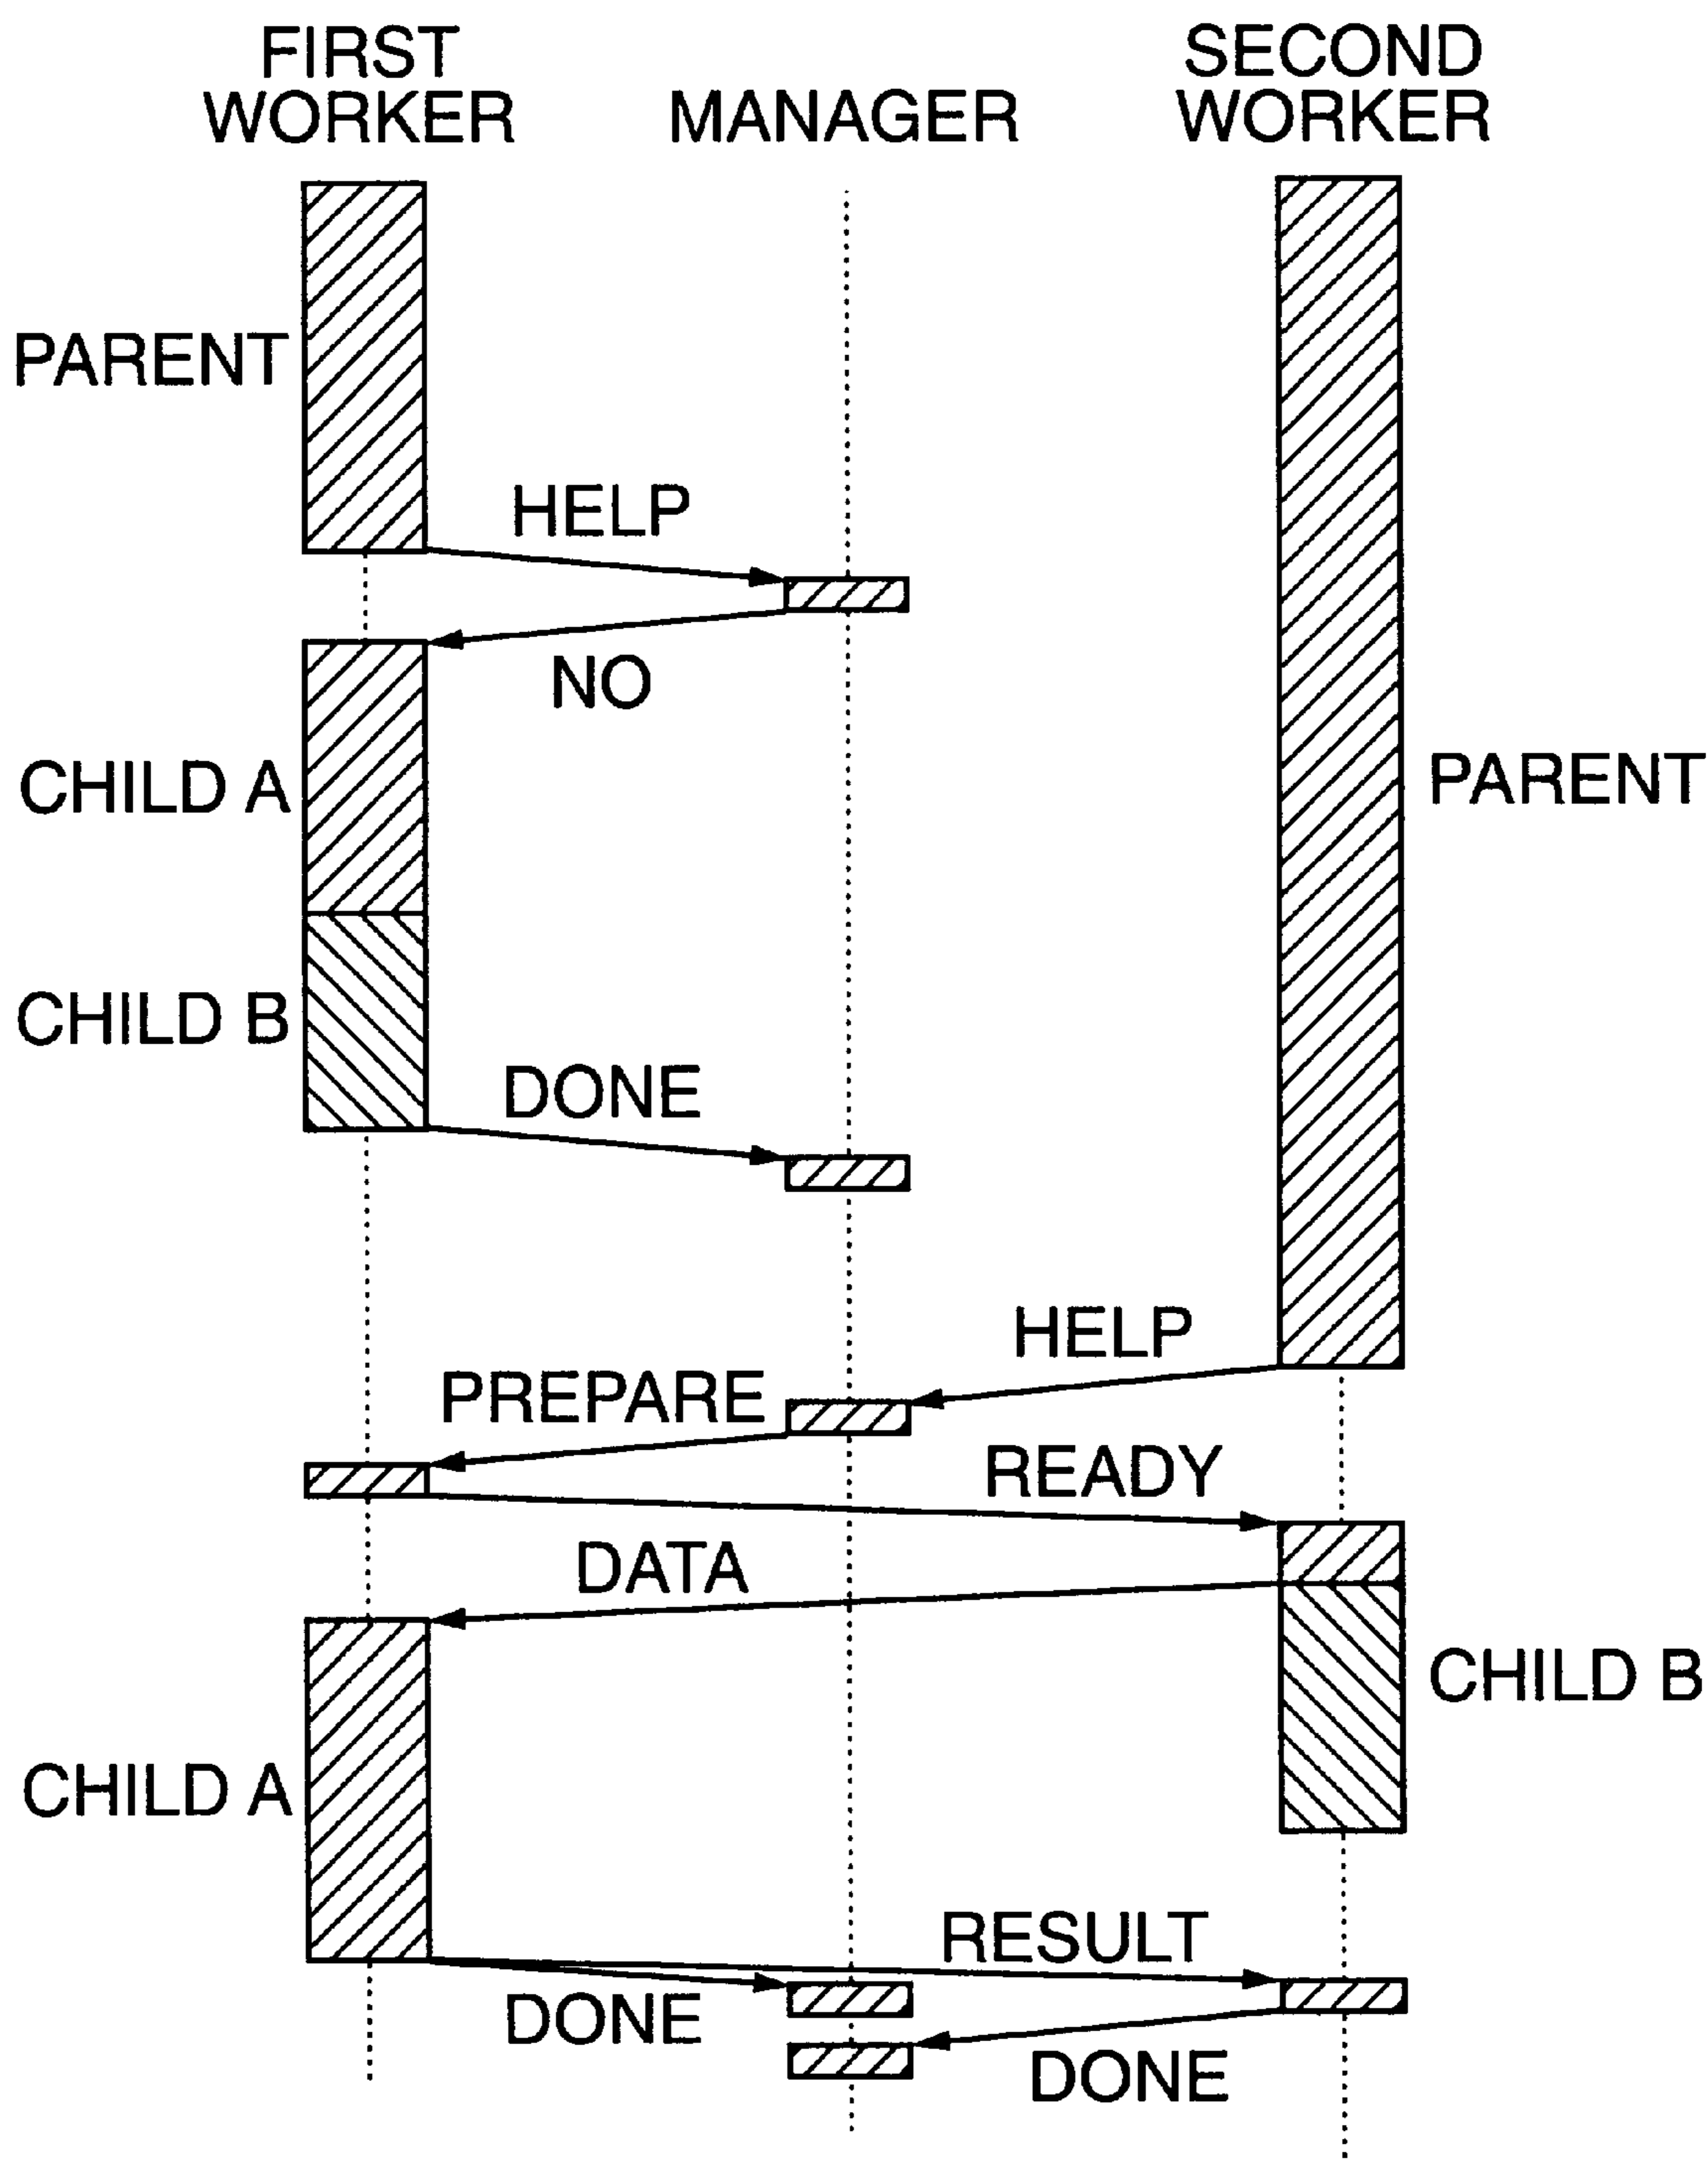 FIRST
WORKER
MANAGER
SECOND
WORKER
PARENT
HELP
NO
CHILD A
PARENT
CHILD B
DONE
HELP
PREPARE
READY
DATA
CHILD B
CHILD A
RESULT
DONE
DONE